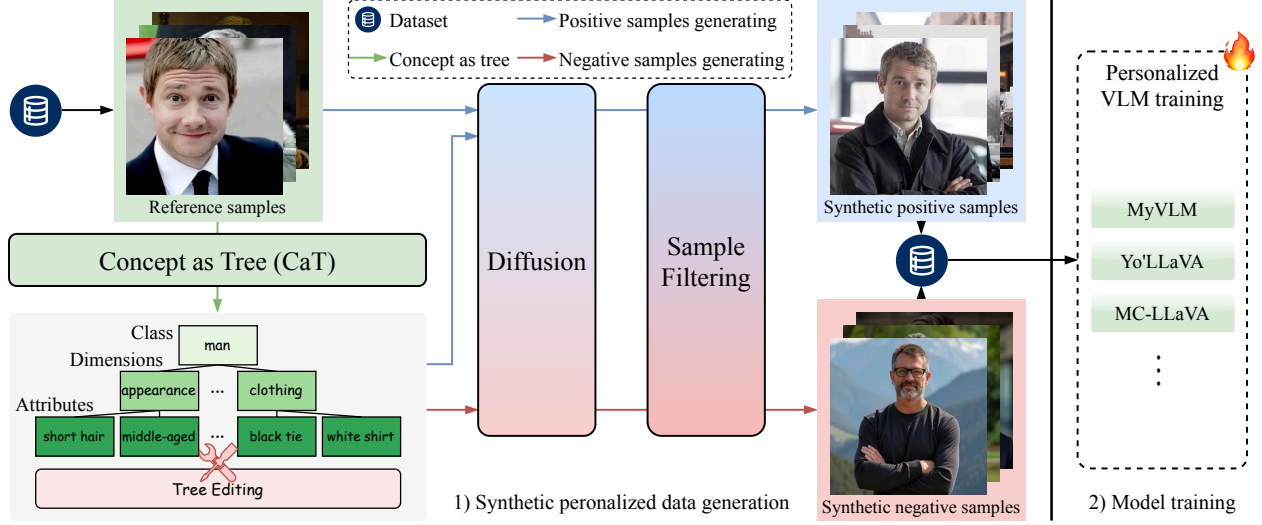 Dataset
Positive samples generating
Concept as tree
Negative samples generating
Reference samples
Concept as Tree (CaT)
Class
man
Dimensions
appearance
...
clothing
Attributes
short hair
middle-aged
...
black tie
white shirt
Tree Editing
Diffusion
Sample
Filtering
Synthetic positive samples
Synthetic negative samples
1) Synthetic peronalized data generation
Personalized
VLM training
MyVLM
Yo'LLaVA
MC-LLaVA
2) Model training